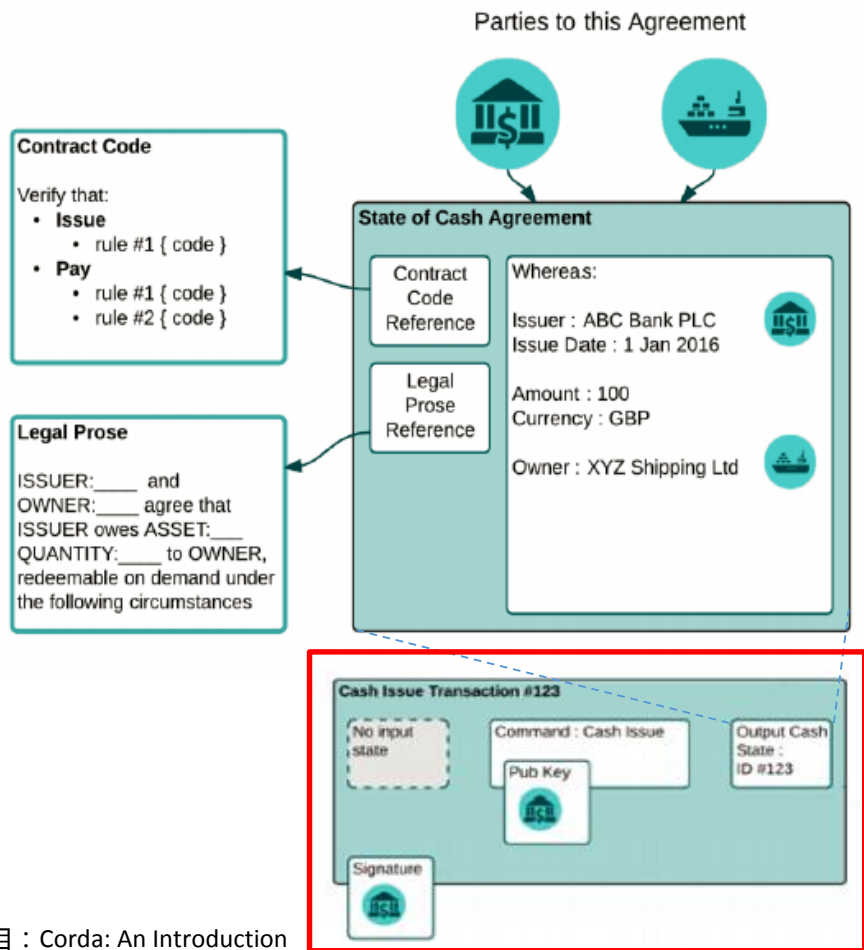 Parties to this Agreement
Contract Code
Verify that:
• Issue
• rule #1 { code }
• Pay
• rule #1 { code }
• rule #2 { code }
Legal Prose
ISSUER:____ and
OWNER:____ agree that
ISSUER owes ASSET:___
QUANTITY:____ to OWNER,
redeemable on demand under
the following circumstances
State of Cash Agreement
Contract
Code
Reference
Legal
Prose
Reference
Whereas:
Issuer : ABC Bank PLC
Issue Date : 1 Jan 2016
Amount : 100
Currency : GBP
Owner : XYZ Shipping Ltd
Cash Issue Transaction #123
No input
state
Command : Cash Issue
Pub Key
Output Cash
State :
ID #123
Signature
目：Corda: An Introduction